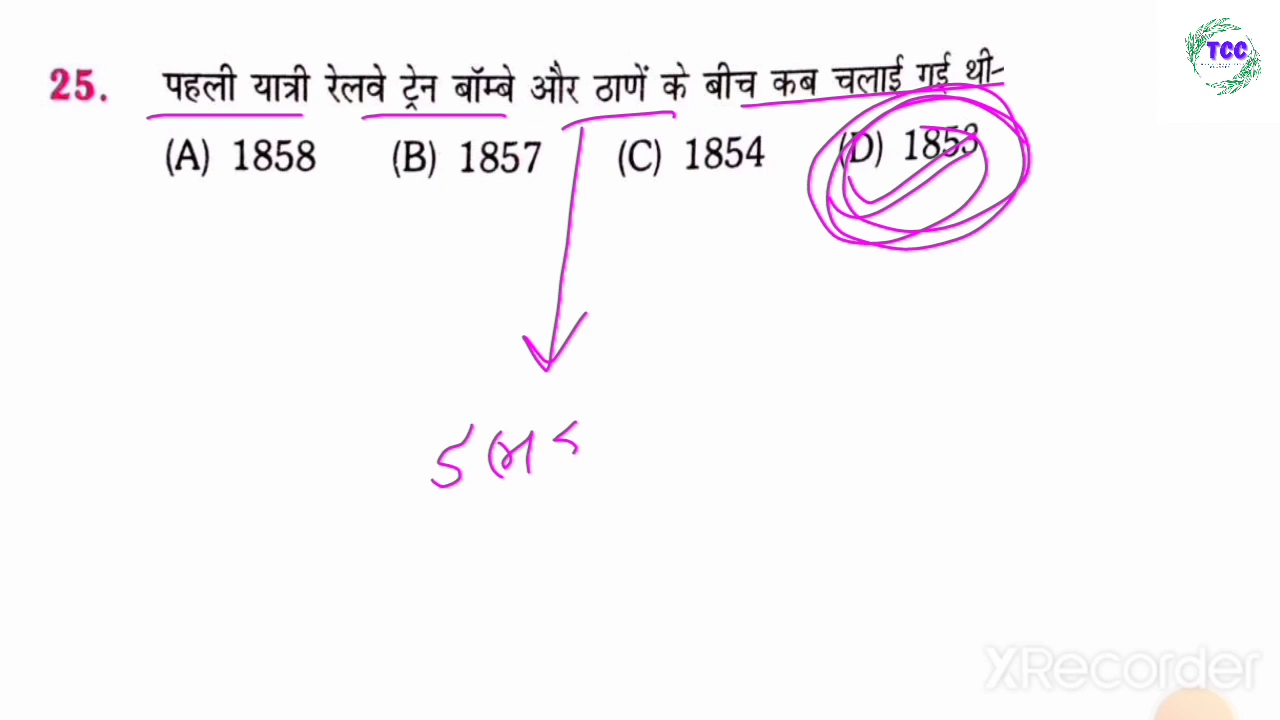 TCC
25. पहली यात्री रेलवे ट्रेन बॉम्बे और ठाणें के बीच कब चलाई गई थी-
(A) 1858 (B) 1857 (C) 1854 (D) 1853
XRecorder